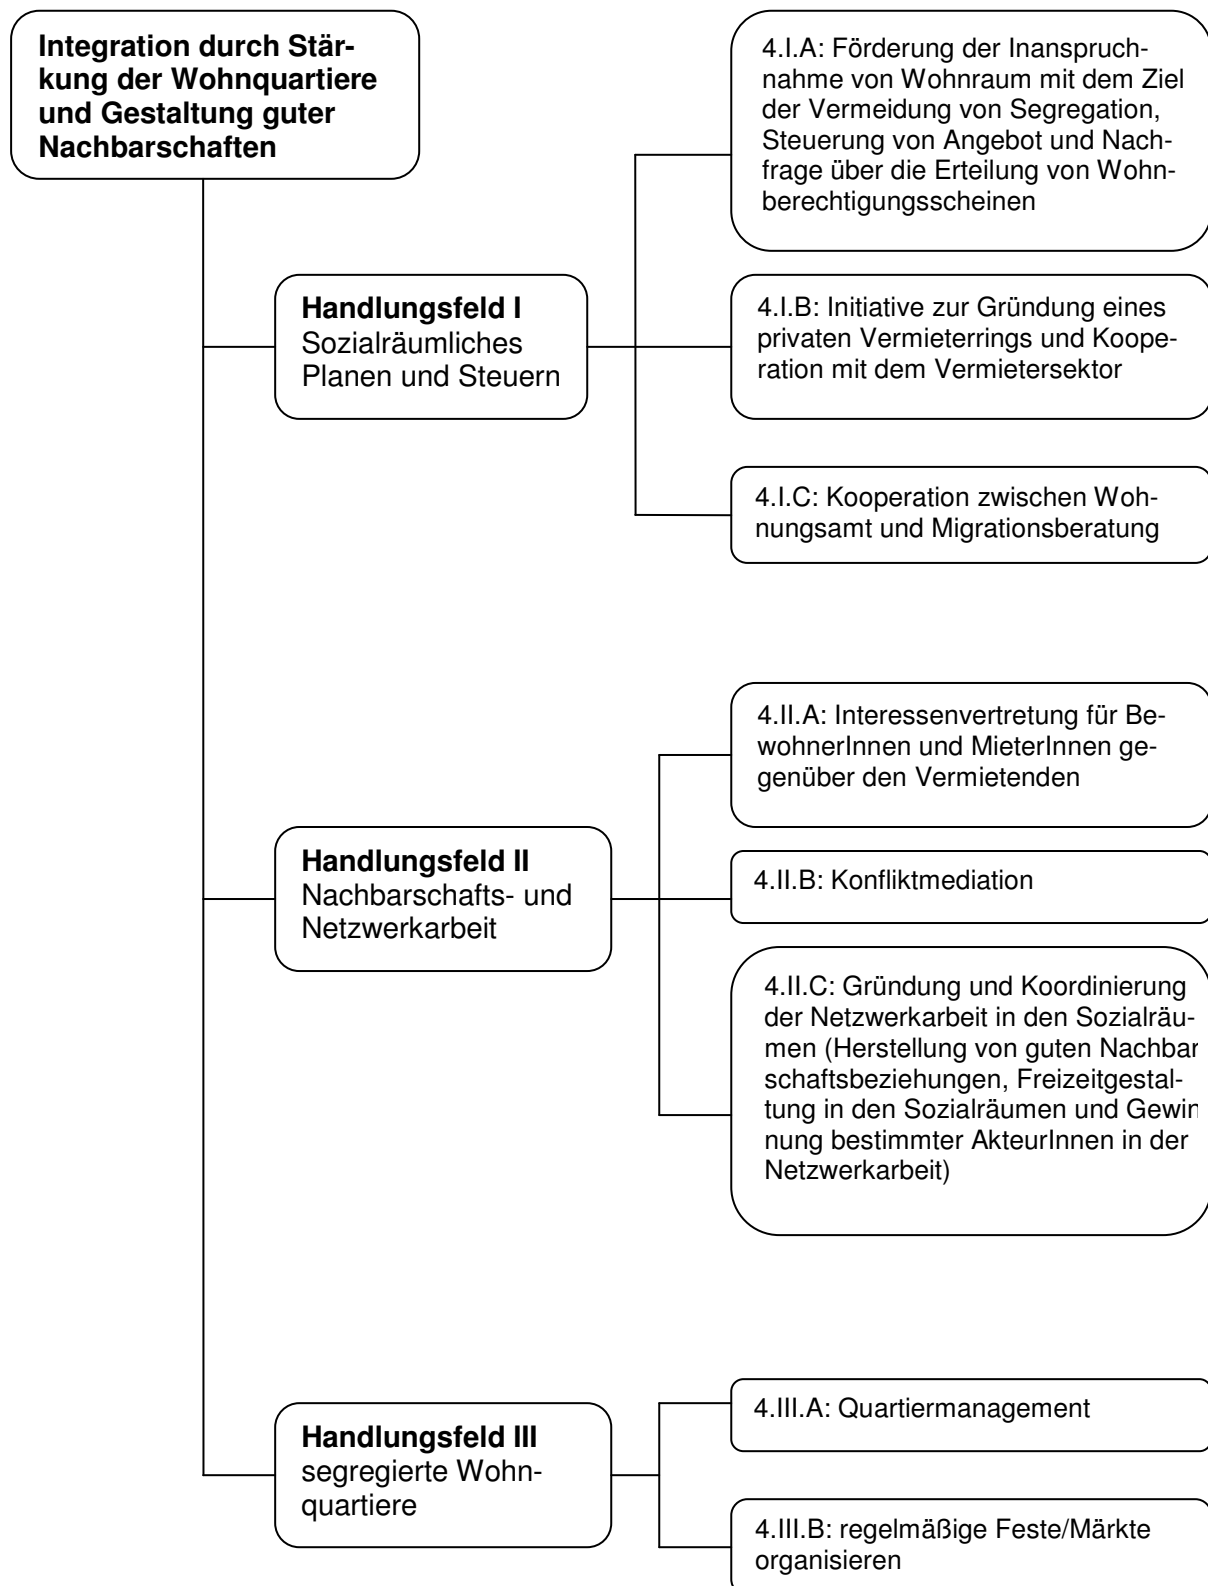 Integration durch Stär-
kung der Wohnquartiere
und Gestaltung guter
Nachbarschaften
4.I.A: Förderung der Inanspruch-
nahme von Wohnraum mit dem Ziel
der Vermeidung von Segregation,
Steuerung von Angebot und Nach-
frage über die Erteilung von Wohn-
berechtigungsscheinen
Handlungsfeld I
Sozialräumliches
Planen und Steuern
4.I.B: Initiative zur Gründung eines
privaten Vermieterrings und Koope-
ration mit dem Vermietersektor
4.I.C: Kooperation zwischen Woh-
nungsamt und Migrationsberatung
4.II.A: Interessenvertretung für Be-
wohnerInnen und MieterInnen ge-
genüber den Vermietenden
Handlungsfeld II
Nachbarschafts- und
Netzwerkarbeit
4.II.B: Konfliktmediation
4.II.C: Gründung und Koordinierung
der Netzwerkarbeit in den Sozialräu-
men (Herstellung von guten Nachbar
schaftsbeziehungen, Freizeitgestal-
tung in den Sozialräumen und Gewin
nung bestimmter AkteurInnen in der
Netzwerkarbeit)
Handlungsfeld III
segregierte Wohn-
quartiere
4.III.A: Quartiermanagement
4.III.B: regelmäßige Feste/Märkte
organisieren